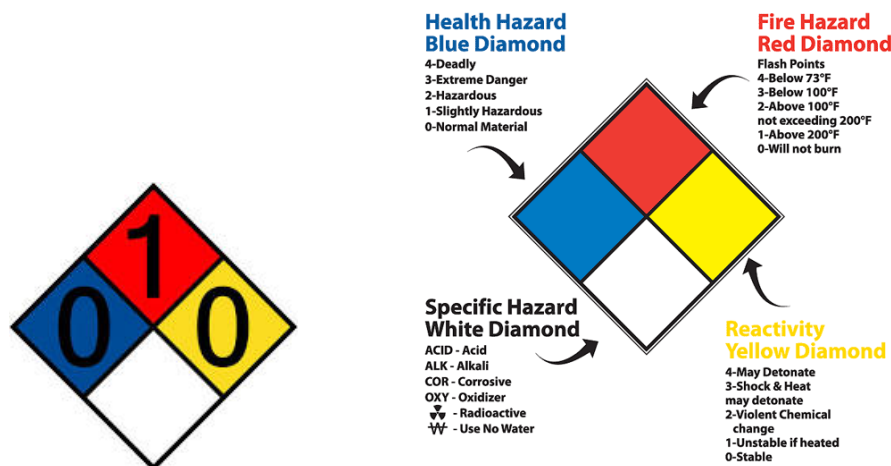 1
0 0
Health Hazard
Blue Diamond
4-Deadly
3-Extreme Danger
2-Hazardous
1-Slightly Hazardous
0-Normal Material
Fire Hazard
Red Diamond
Flash Points
4-Below 73°F
3-Below 100°F
2-Above 100°F
not exceeding 200°F
1-Above 200°F
0-Will not burn
Specific Hazard
White Diamond
ACID - Acid
ALK - Alkali
COR - Corrosive
OXY - Oxidizer
- Radioactive
W - Use No Water
Reactivity
Yellow Diamond
4-May Detonate
3-Shock & Heat
may detonate
2-Violent Chemical
change
1-Unstable if heated
0-Stable